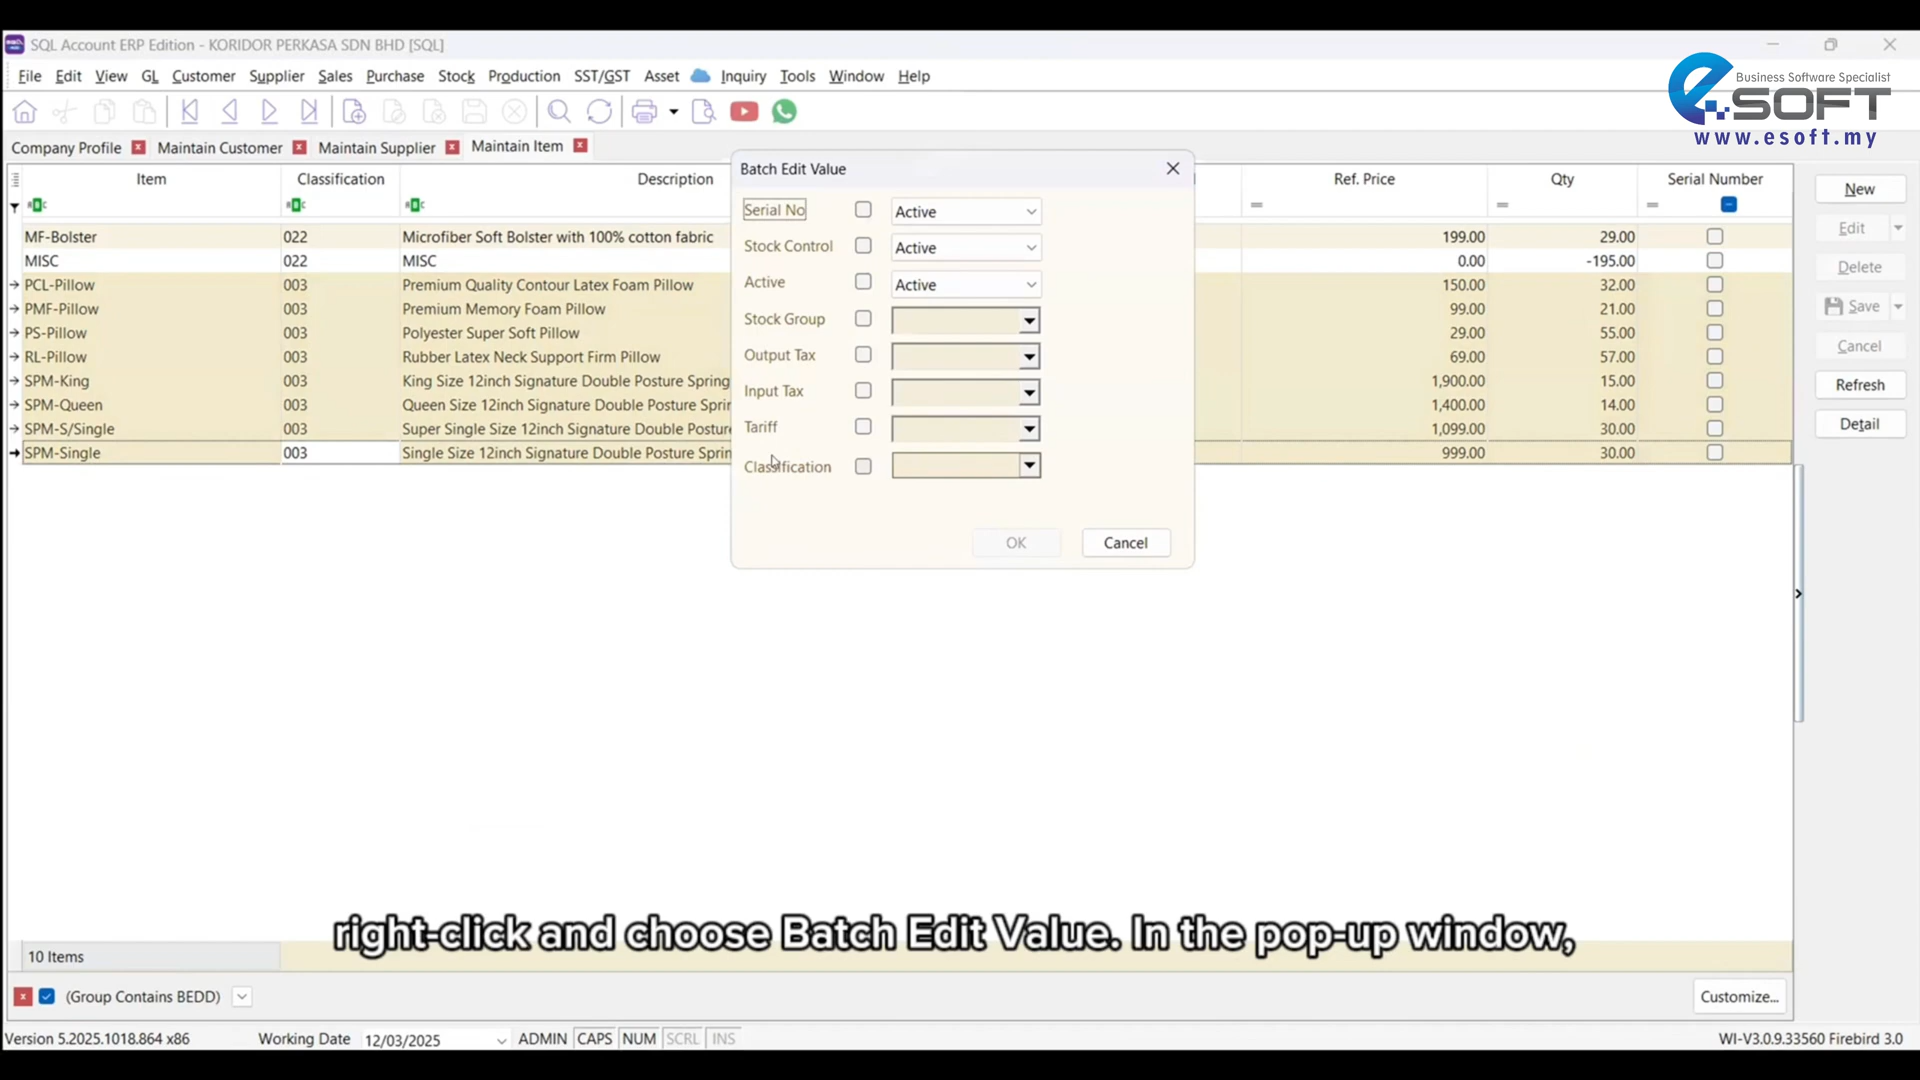 SQL Account ERP Edition - KORIDOR PERKASA SDN BHD [SQL]
File Edit View GL Customer Supplier Sales Purchase Stock Production SST/GST Asset Inquiry Tools Window Help
Business Software Specialist
eSOFT
www.esoft.my
Company Profile Maintain Customer Maintain Supplier Maintain Item
Item Classification Description Ref. Price Qty Serial Number
MF-Bolster 022 Microfiber Soft Bolster with 100% cotton fabric 199.00 29.00
MISC 022 MISC 0.00 -195.00
PCL-Pillow 003 Premium Quality Contour Latex Foam Pillow 150.00 32.00
PMF-Pillow 003 Premium Memory Foam Pillow 99.00 21.00
PS-Pillow 003 Polyester Super Soft Pillow 29.00 55.00
RL-Pillow 003 Rubber Latex Neck Support Firm Pillow 69.00 57.00
SPM-King 003 King Size 12inch Signature Double Posture Spring 1,900.00 15.00
SPM-Queen 003 Queen Size 12inch Signature Double Posture Sprin 1,400.00 14.00
SPM-S/Single 003 Super Single Size 12inch Signature Double Posture 1,099.00 30.00
SPM-Single 003 Single Size 12inch Signature Double Posture Sprin 999.00 30.00
Batch Edit Value
Serial No Active
Stock Control Active
Active Active
Stock Group
Output Tax
Input Tax
Tariff
Classification
OK Cancel
New
Edit
Delete
Save
Cancel
Refresh
Detail
right-click and choose Batch Edit Value. In the pop-up window,
10 Items
(Group Contains BEDD)
Customize...
Version 5.2025.1018.864 x86 Working Date 12/03/2025 ADMIN CAPS NUM SCRL INS WI-V3.0.9.33560 Firebird 3.0